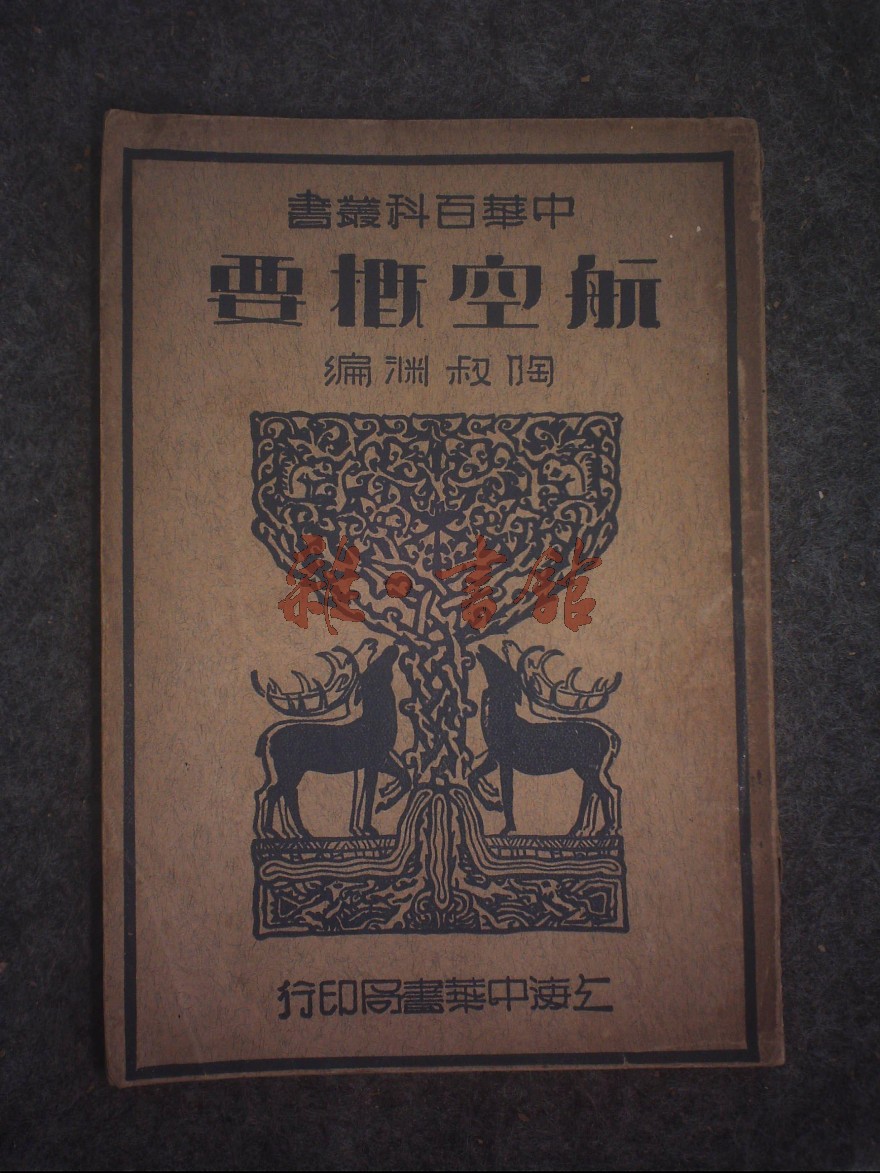 中華百科叢書
航空概要
陶叔淵編
雜·書館
上海中華書局印行